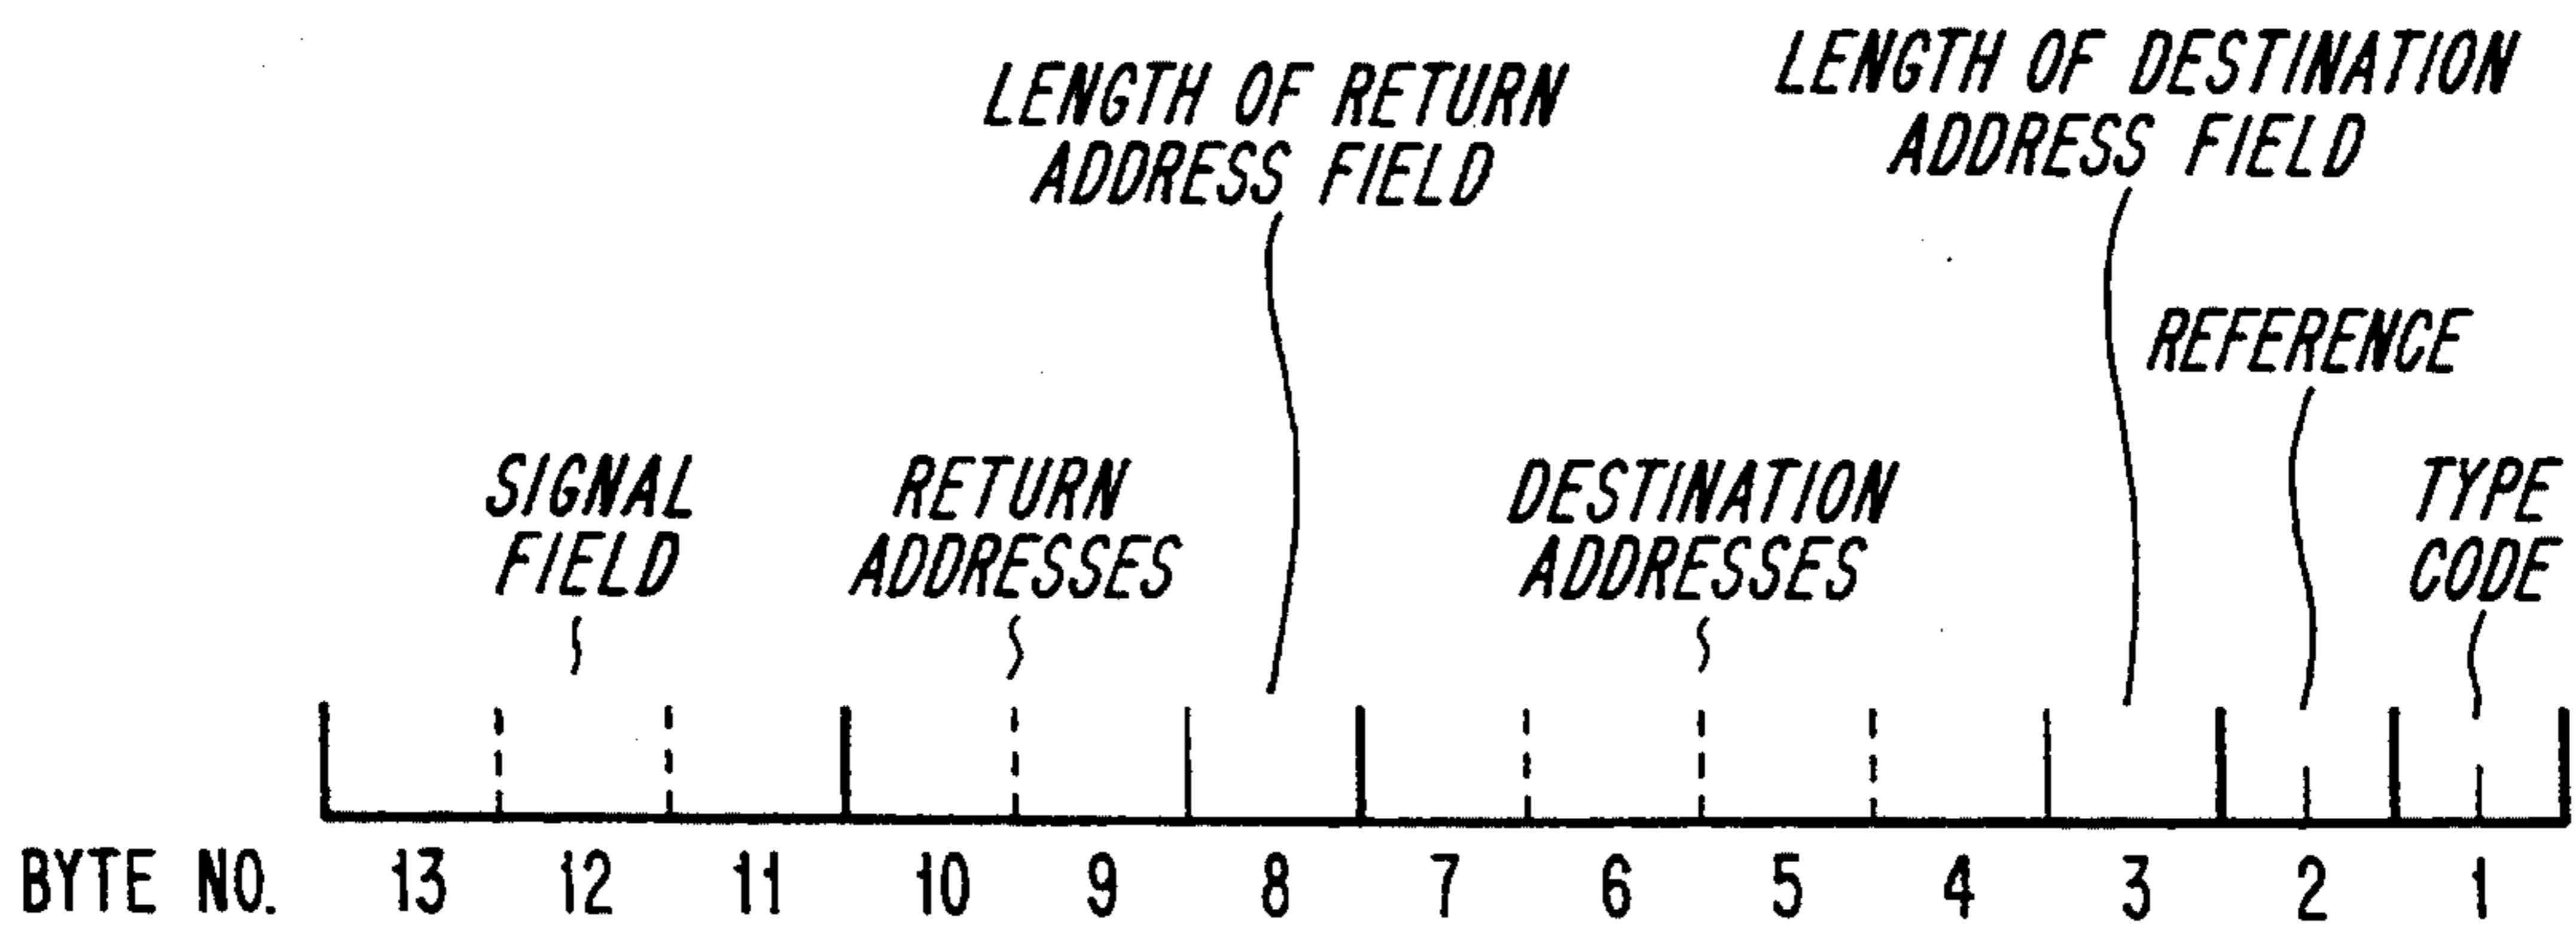 LENGTH OF RETURN
ADDRESS FIELD
LENGTH OF DESTINATION
ADDRESS FIELD
REFERENCE
SIGNAL
FIELD
RETURN
ADDRESSES
DESTINATION
ADDRESSES
TYPE
CODE
BYTE NO. 13 12 11 10 9 8 7 6 5 4 3 2 1